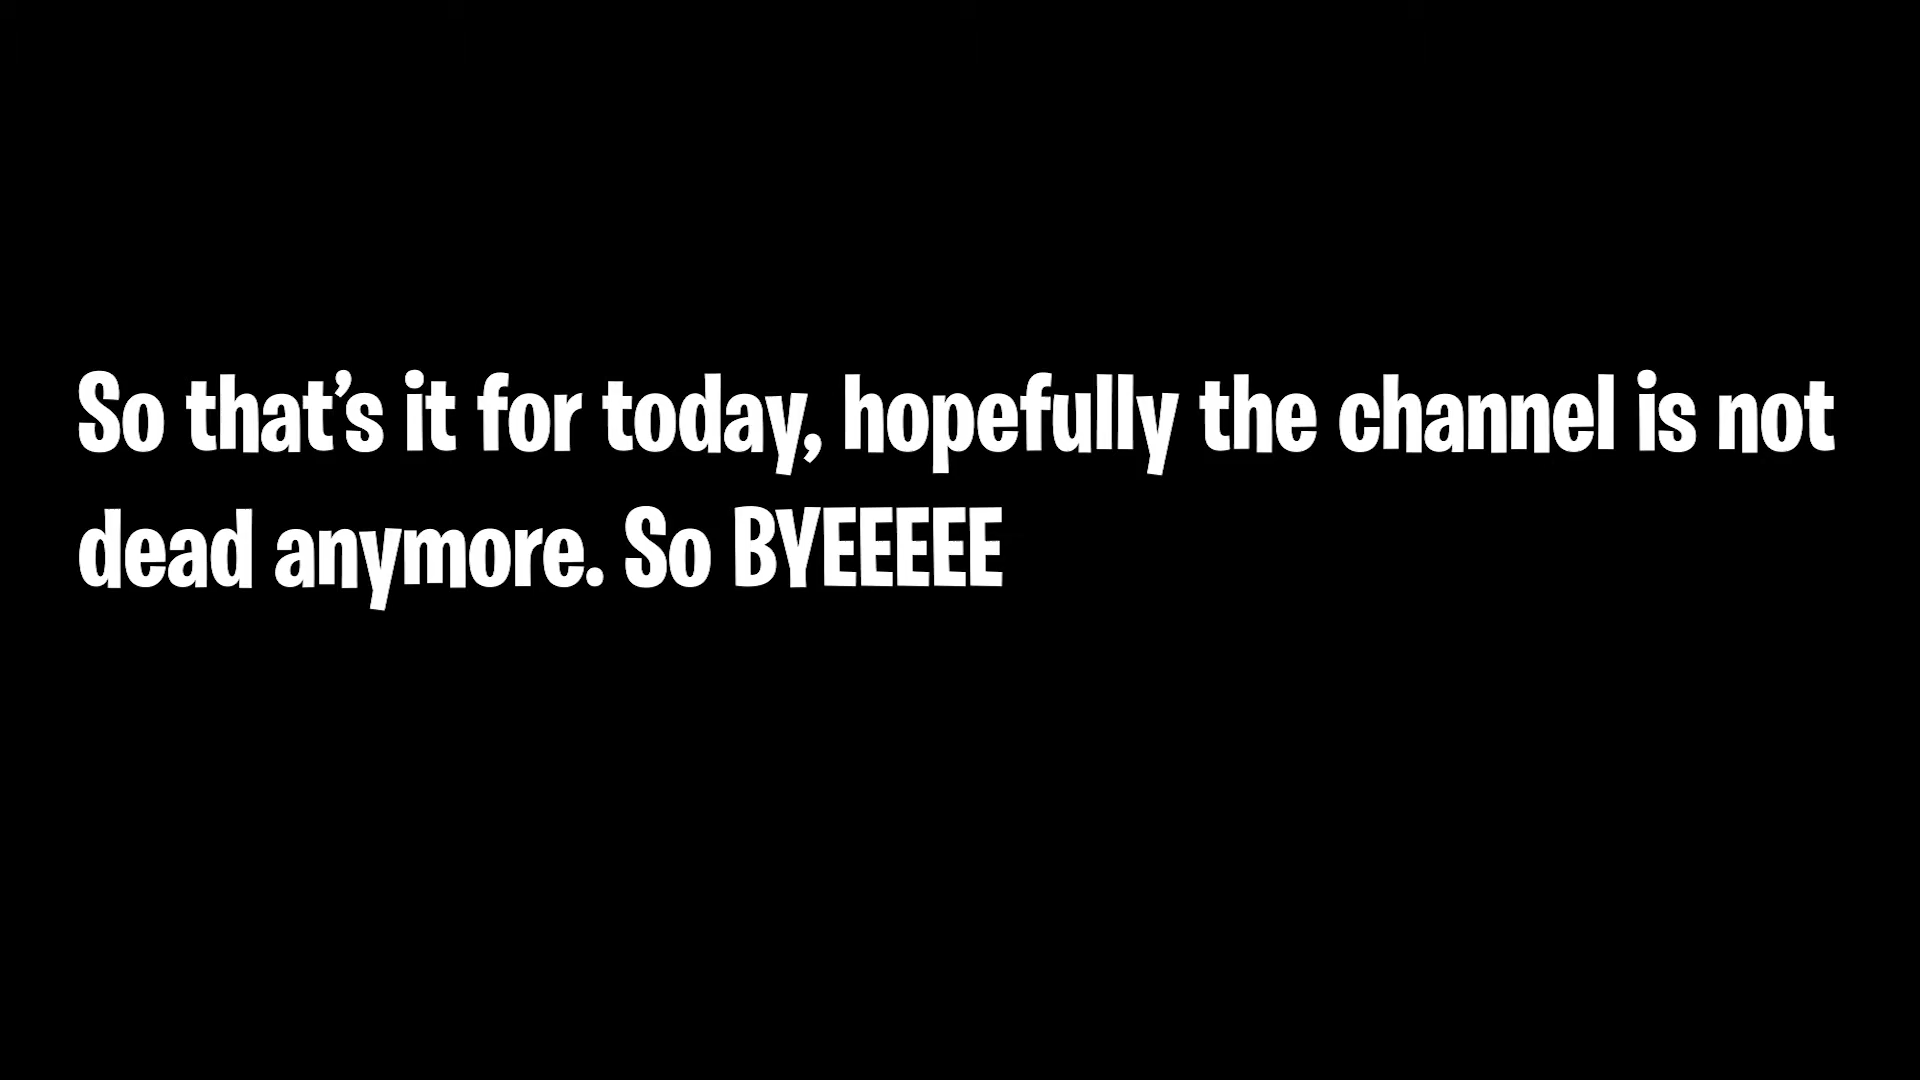 So that’s it for today, hopefully the channel is not
dead anymore. So BYEEEEE